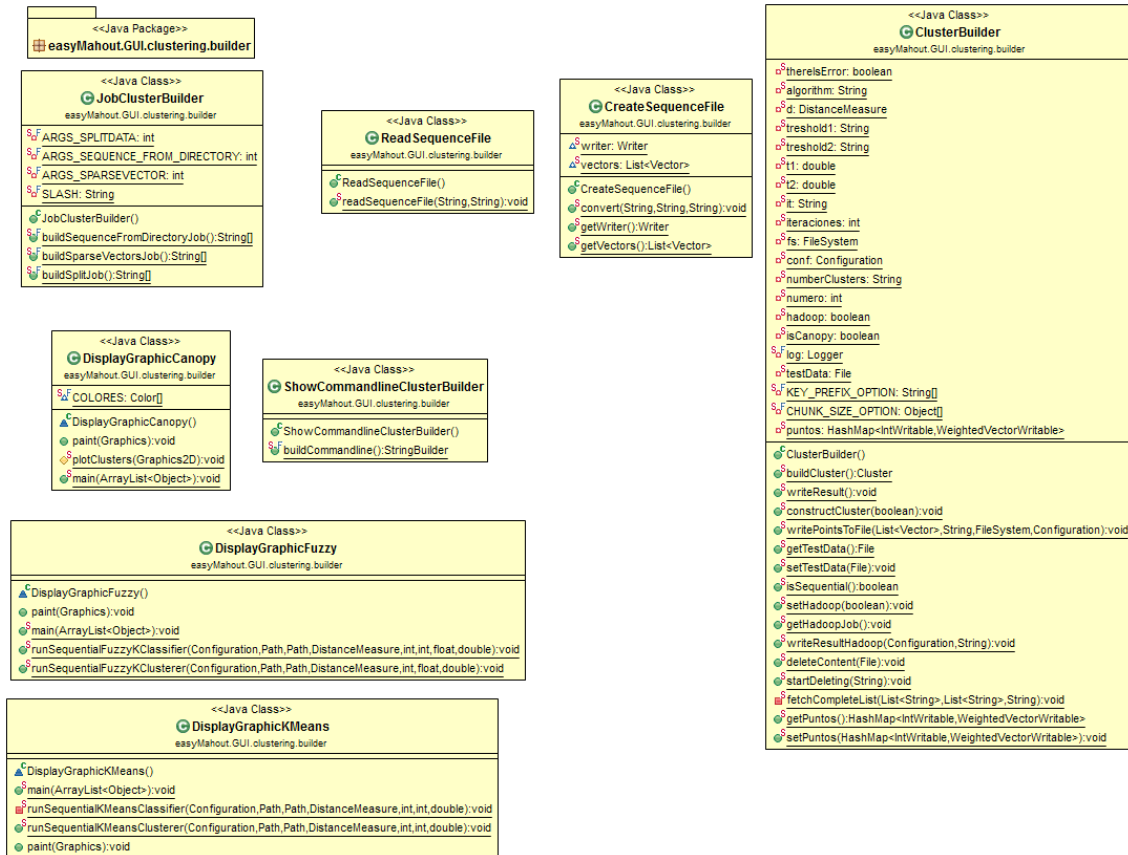 <<Java Package>>
easyMahout.GUI.clustering.builder
<<Java Class>>
JobClusterBuilder
easyMahout.GUI.clustering.builder
ARGS_SPLITDATA: int
ARGS_SEQUENCE_FROM_DIRECTORY: int
ARGS_SPARSEVECTOR: int
SLASH: String
JobClusterBuilder()
buildSequenceFromDirectoryJob():String[]
buildSparseVectorsJob():String[]
buildSplitJob():String[]
<<Java Class>>
ReadSequenceFile
easyMahout.GUI.clustering.builder
ReadSequenceFile()
readSequenceFile(String,String):void
<<Java Class>>
CreateSequenceFile
easyMahout.GUI.clustering.builder
writer: Writer
vectors: List<Vector>
CreateSequenceFile()
convert(String,String,String):void
getWriter():Writer
getVectors():List<Vector>
<<Java Class>>
ClusterBuilder
easyMahout.GUI.clustering.builder
thereIsError: boolean
algorithm: String
d: DistanceMeasure
treshold1: String
treshold2: String
t1: double
t2: double
it: String
iteraciones: int
fs: FileSystem
conf: Configuration
numberClusters: String
numero: int
hadoop: boolean
isCanopy: boolean
log: Logger
testData: File
KEY_PREFIX_OPTION: String[]
CHUNK_SIZE_OPTION: Object[]
puntos: HashMap<IntWritable,WeightedVectorWritable>
ClusterBuilder()
buildCluster():Cluster
writeResult():void
constructCluster(boolean):void
writePointsToFile(List<Vector>,String,FileSystem,Configuration):void
getTestData():File
setTestData(File):void
isSequential():boolean
setHadoop(boolean):void
getHadoopJob():void
writeResultHadoop(Configuration,String):void
deleteContent(File):void
startDeleting(String):void
fetchCompleteList(List<String>,List<String>,String):void
getPuntos():HashMap<IntWritable,WeightedVectorWritable>
setPuntos(HashMap<IntWritable,WeightedVectorWritable>):void
<<Java Class>>
DisplayGraphicCanopy
easyMahout.GUI.clustering.builder
COLORES: Color[]
DisplayGraphicCanopy()
paint(Graphics):void
plotClusters(Graphics2D):void
main(ArrayList<Object>):void
<<Java Class>>
ShowCommandlineClusterBuilder
easyMahout.GUI.clustering.builder
ShowCommandlineClusterBuilder()
buildCommandline():StringBuilder
<<Java Class>>
DisplayGraphicFuzzy
easyMahout.GUI.clustering.builder
DisplayGraphicFuzzy()
paint(Graphics):void
main(ArrayList<Object>):void
runSequentialFuzzyKClassifier(Configuration,Path,Path,DistanceMeasure,int,int,float,double):void
runSequentialFuzzyKClusterer(Configuration,Path,Path,DistanceMeasure,int,int,float,double):void
<<Java Class>>
DisplayGraphicKMeans
easyMahout.GUI.clustering.builder
DisplayGraphicKMeans()
main(ArrayList<Object>):void
runSequentialKMeansClassifier(Configuration,Path,Path,DistanceMeasure,int,int,double):void
runSequentialKMeansClusterer(Configuration,Path,Path,DistanceMeasure,int,int,double):void
paint(Graphics):void